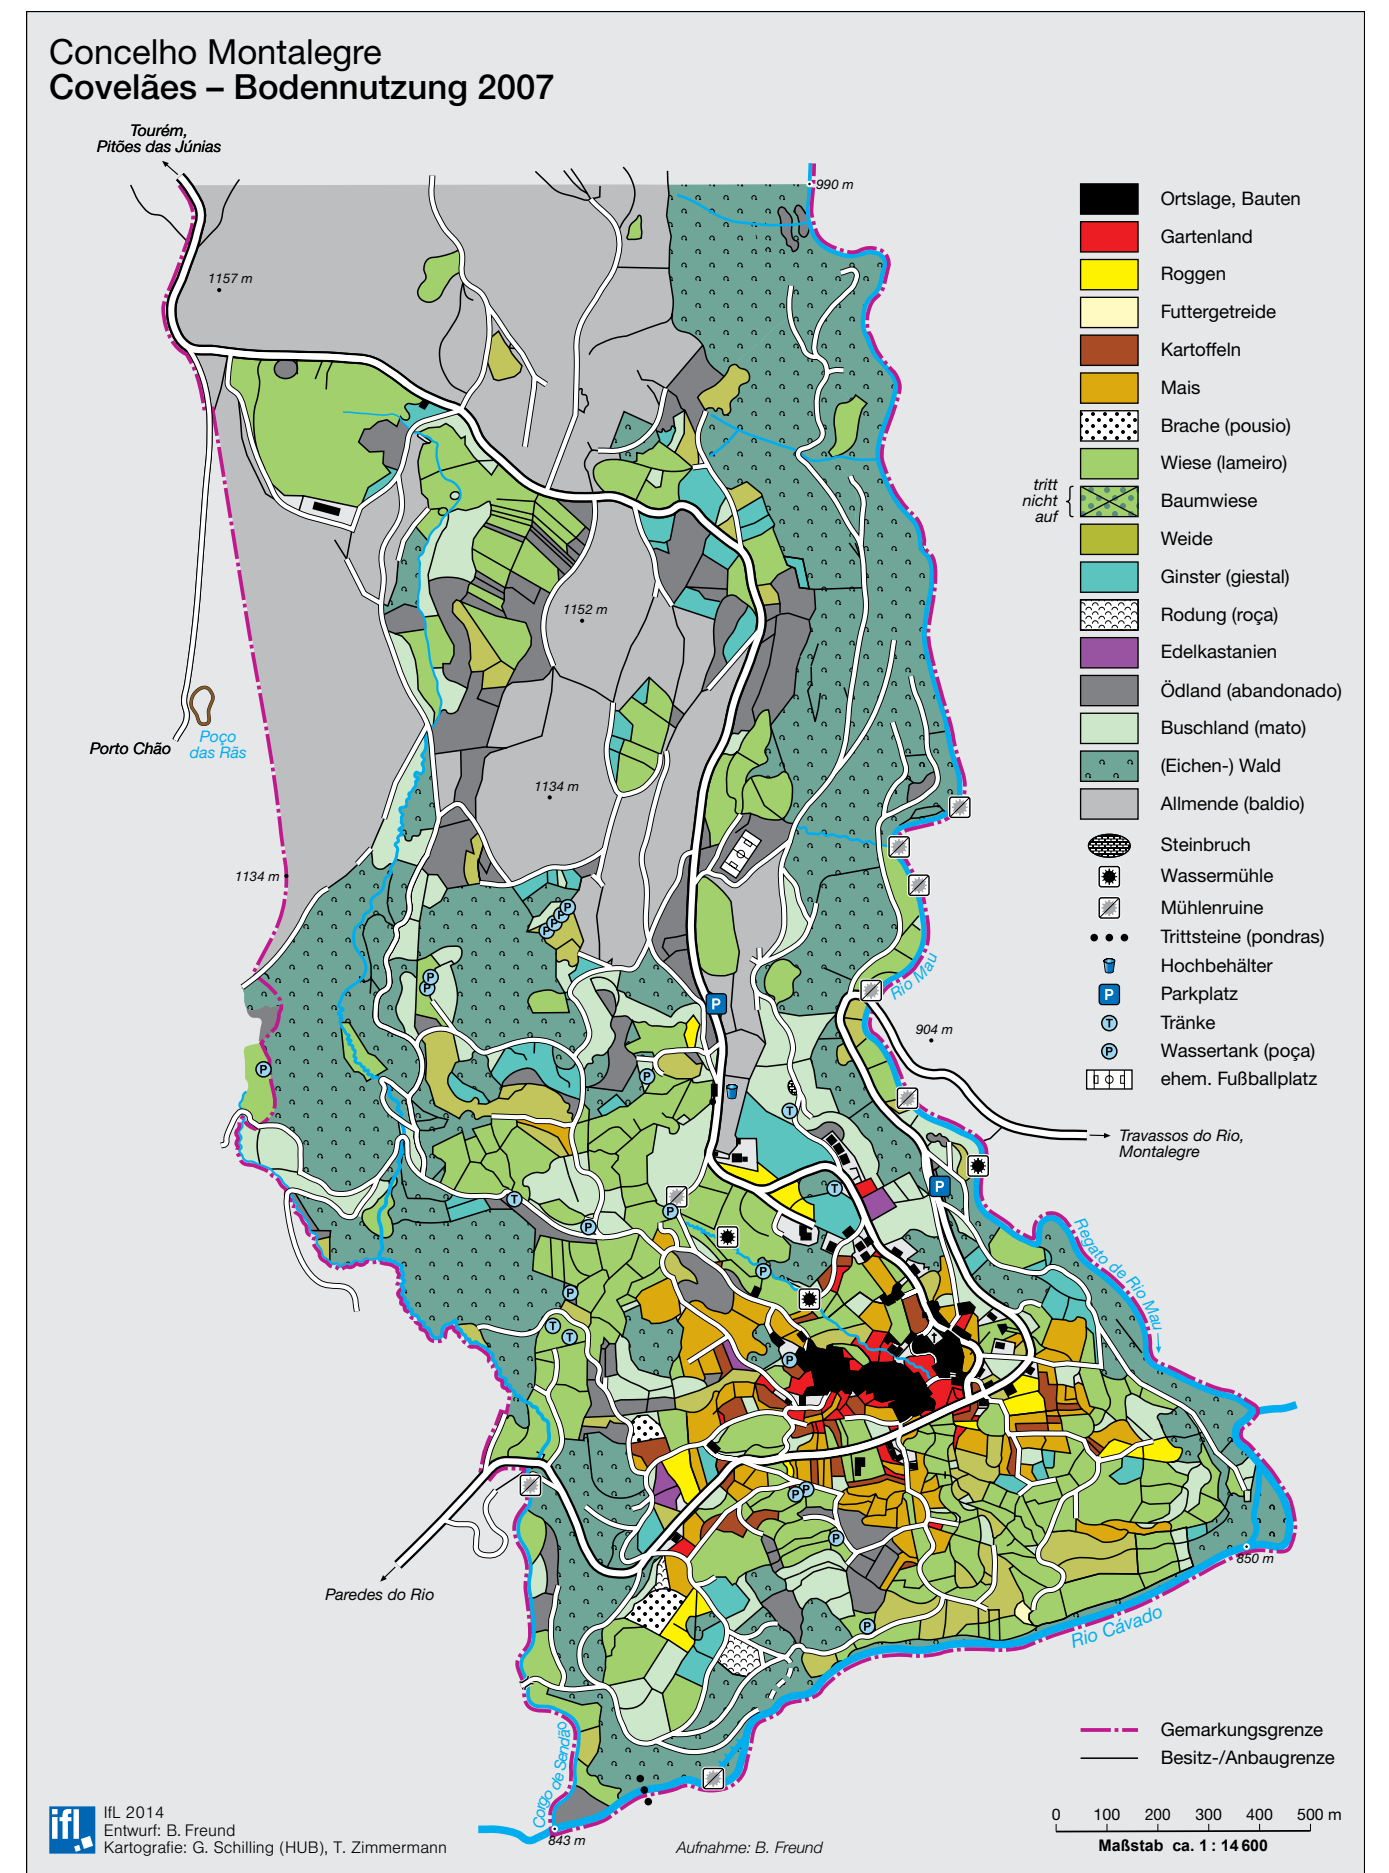 Concelho Montalegre
Covelães – Bodennutzung 2007
Tourém,
Pitões das Júnias
990 m
1157 m
1152 m
1134 m
1134 m
Porto Chão
Poço
das Rãs
Rio Mau
904 m
Travassos do Rio,
Montalegre
Regato de Rio Mau
850 m
Rio Cávado
Paredes do Rio
Corgo de Sendão
843 m
Ortslage, Bauten
Gartenland
Roggen
Futtergetreide
Kartoffeln
Mais
Brache (pousio)
Wiese (lameiro)
tritt
nicht
auf
Baumwiese
Weide
Ginster (giestal)
Rodung (roça)
Edelkastanien
Ödland (abandonado)
Buschland (mato)
(Eichen-) Wald
Allmende (baldio)
Steinbruch
Wassermühle
Mühlenruine
Trittsteine (pondras)
Hochbehälter
P Parkplatz
T Tränke
P Wassertank (poça)
ehem. Fußballplatz
Gemarkungsgrenze
Besitz-/Anbaugrenze
0 100 200 300 400 500 m
Maßstab ca. 1 : 14 600
ifl
IfL 2014
Entwurf: B. Freund
Kartografie: G. Schilling (HUB), T. Zimmermann
Aufnahme: B. Freund